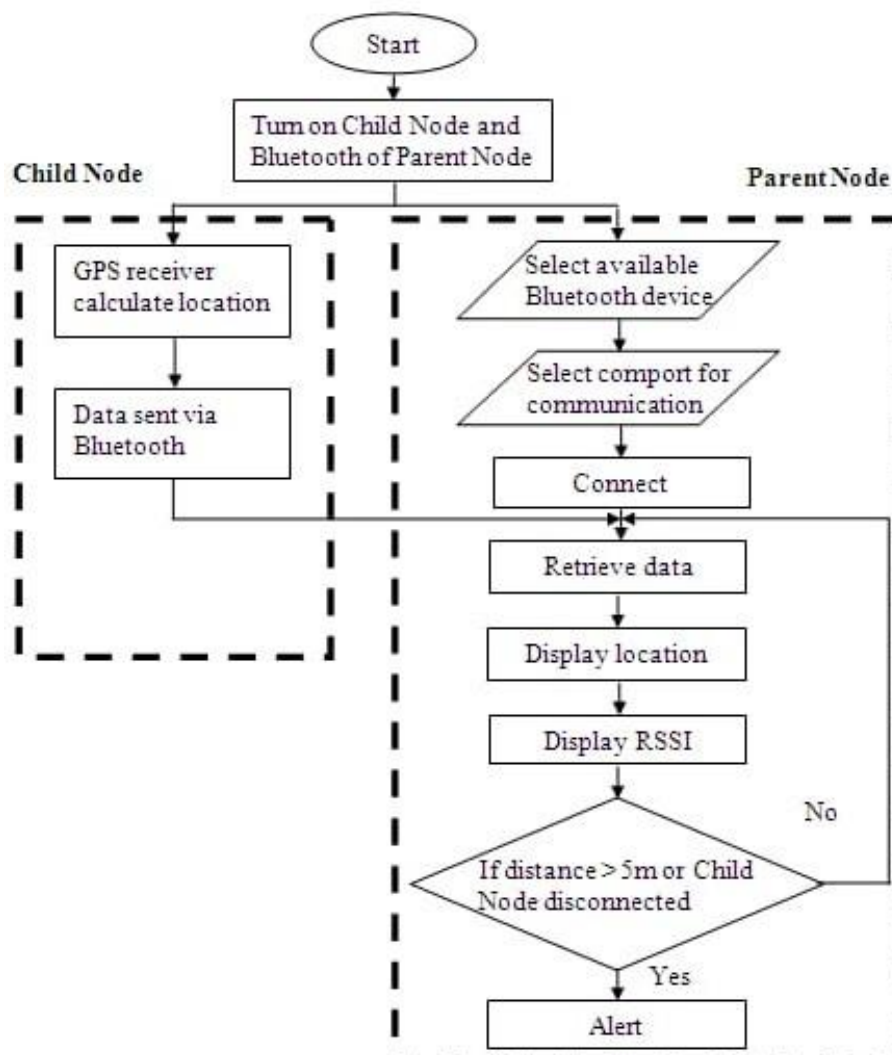 Start
Turn on Child Node and
Bluetooth of Parent Node
Child Node
Parent Node
GPS receiver
calculate location
Select available
Bluetooth device
Data sent via
Bluetooth
Select comport for
communication
Connect
Retrieve data
Display location
Display RSSI
No
If distance > 5m or Child
Node disconnected
Yes
Alert